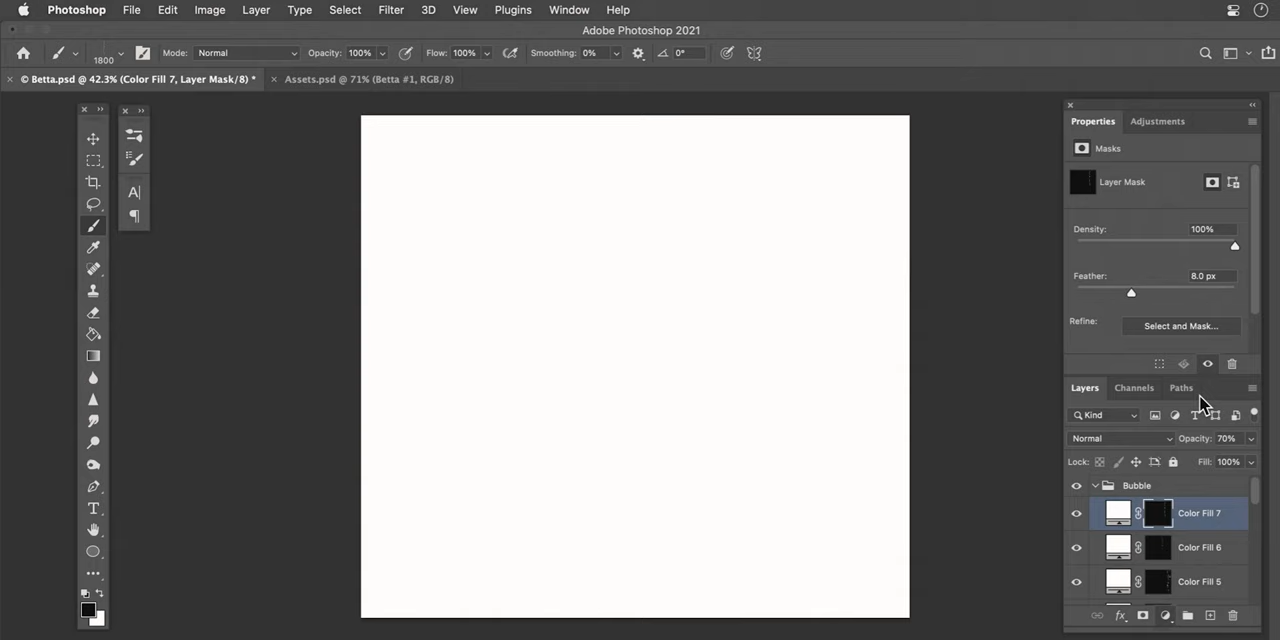 Photoshop File Edit Image Layer Type Select Filter 3D View Plugins Window Help
Adobe Photoshop 2021
1800 Mode: Normal Opacity: 100% Flow: 100% Smoothing: 0% 0°
© Betta.psd @ 42.3% (Color Fill 7, Layer Mask/8) * Assets.psd @ 71% (Betta #1, RGB/8)
Properties Adjustments
Masks
Layer Mask
Density: 100%
Feather: 8.0 px
Refine: Select and Mask...
Layers Channels Paths
Kind
Normal Opacity: 70%
Lock: Fill: 100%
Bubble
Color Fill 7
Color Fill 6
Color Fill 5